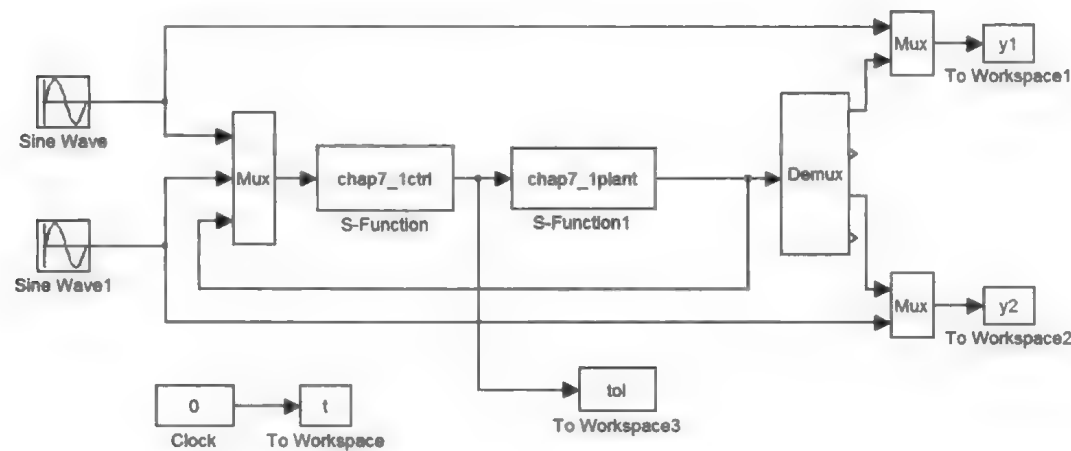 Mux
y1
To Workspace1
Sine Wave
Mux
chap7_1ctrl
S-Function
chap7_1plant
S-Function1
Demux
Sine Wave1
Mux
y2
To Workspace2
0
Clock
t
To Workspace
tol
To Workspace3